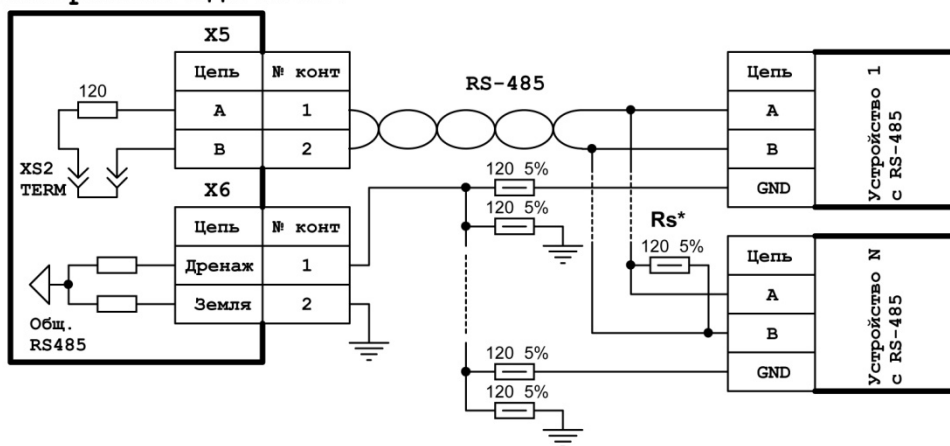 X5
Цепь № конт
A 1
B 2
120
XS2
TERM
X6
Цепь № конт
Дренаж 1
Земля 2
Общ.
RS485
RS-485
120 5%
120 5%
Rs*
120 5%
120 5%
120 5%
Цепь
A
B
GND
Устройство 1
с RS-485
Цепь
A
B
GND
Устройство N
с RS-485